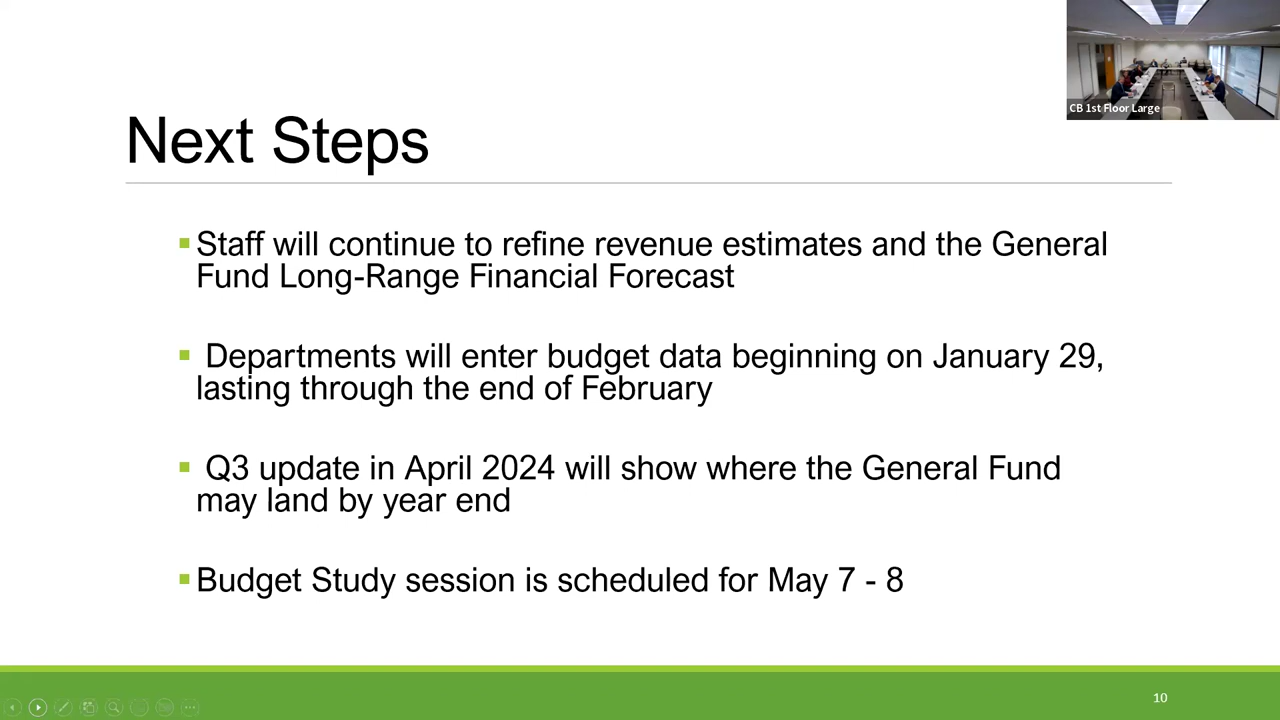 CB 1st Floor Large
Next Steps
▪Staff will continue to refine revenue estimates and the General
Fund Long-Range Financial Forecast
▪ Departments will enter budget data beginning on January 29,
lasting through the end of February
▪ Q3 update in April 2024 will show where the General Fund
may land by year end
▪Budget Study session is scheduled for May 7 - 8
10